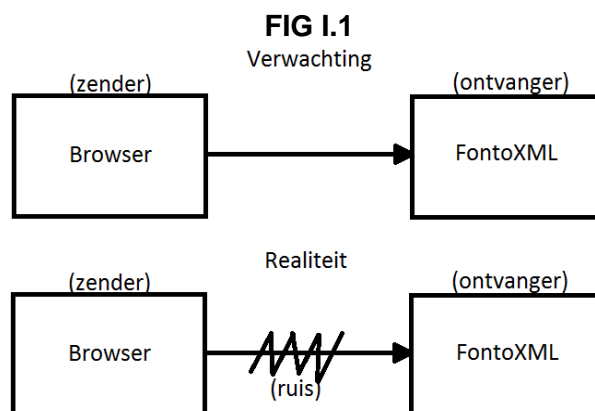 FIG I.1
Verwachting
(zender) (ontvanger)
Browser FontoXML
Realiteit
(zender) (ontvanger)
Browser FontoXML
(ruis)